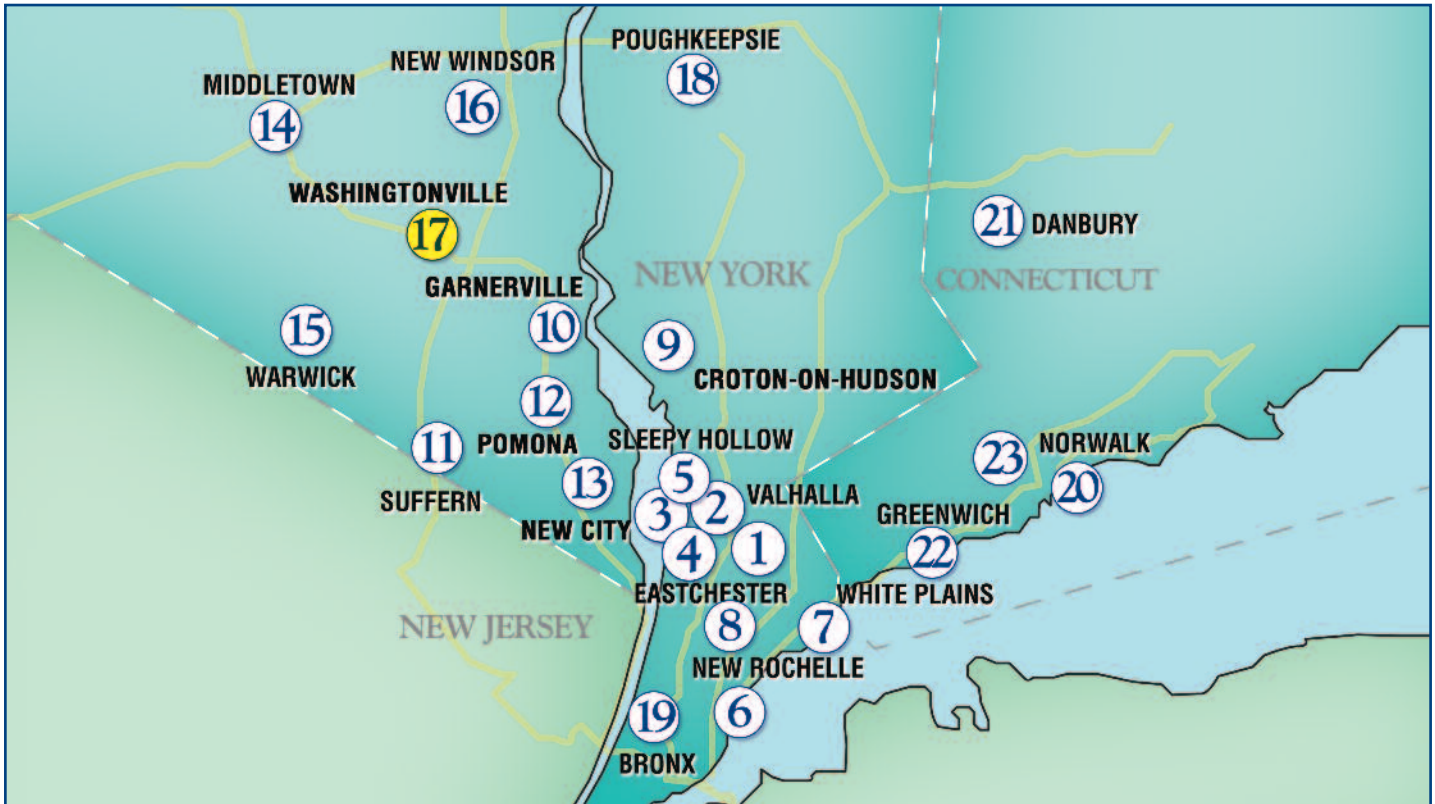 POUGHKEEPSIE
18
NEW WINDSOR
16
MIDDLETOWN
14
WASHINGTONVILLE
17
21 DANBURY
NEW YORK
CONNECTICUT
GARNERVILLE
10
15
WARWICK
9
CROTON-ON-HUDSON
12
POMONA
11
SUFFERN
13
NEW CITY
SLEEPY HOLLOW
5
3
2
VALHALLA
4
1
EASTCHESTER
8
WHITE PLAINS
7
NORWALK
23
20
GREENWICH
22
NEW JERSEY
NEW ROCHELLE
6
19
BRONX